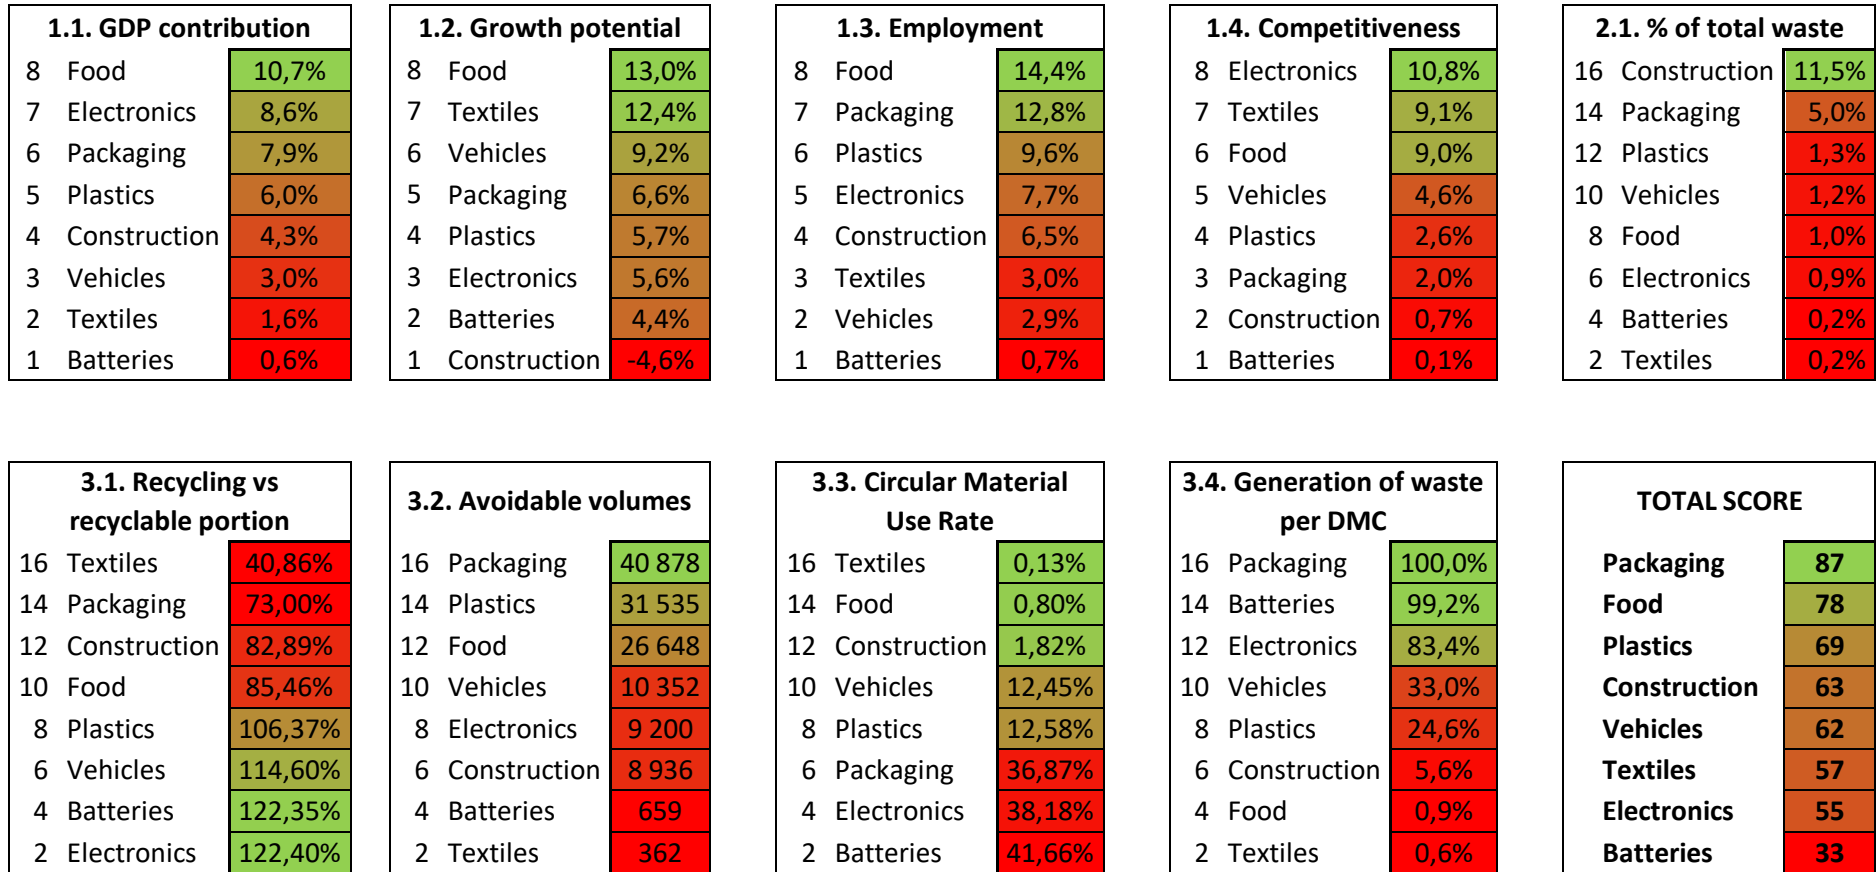 1.1. GDP contribution
8 Food 10,7%
7 Electronics 8,6%
6 Packaging 7,9%
5 Plastics 6,0%
4 Construction 4,3%
3 Vehicles 3,0%
2 Textiles 1,6%
1 Batteries 0,6%
1.2. Growth potential
8 Food 13,0%
7 Textiles 12,4%
6 Vehicles 9,2%
5 Packaging 6,6%
4 Plastics 5,7%
3 Electronics 5,6%
2 Batteries 4,4%
1 Construction -4,6%
1.3. Employment
8 Food 14,4%
7 Packaging 12,8%
6 Plastics 9,6%
5 Electronics 7,7%
4 Construction 6,5%
3 Textiles 3,0%
2 Vehicles 2,9%
1 Batteries 0,7%
1.4. Competitiveness
8 Electronics 10,8%
7 Textiles 9,1%
6 Food 9,0%
5 Vehicles 4,6%
4 Plastics 2,6%
3 Packaging 2,0%
2 Construction 0,7%
1 Batteries 0,1%
2.1. % of total waste
16 Construction 11,5%
14 Packaging 5,0%
12 Plastics 1,3%
10 Vehicles 1,2%
8 Food 1,0%
6 Electronics 0,9%
4 Batteries 0,2%
2 Textiles 0,2%
3.1. Recycling vs
recyclable portion
16 Textiles 40,86%
14 Packaging 73,00%
12 Construction 82,89%
10 Food 85,46%
8 Plastics 106,37%
6 Vehicles 114,60%
4 Batteries 122,35%
2 Electronics 122,40%
3.2. Avoidable volumes
16 Packaging 40 878
14 Plastics 31 535
12 Food 26 648
10 Vehicles 10 352
8 Electronics 9 200
6 Construction 8 936
4 Batteries 659
2 Textiles 362
3.3. Circular Material
Use Rate
16 Textiles 0,13%
14 Food 0,80%
12 Construction 1,82%
10 Vehicles 12,45%
8 Plastics 12,58%
6 Packaging 36,87%
4 Electronics 38,18%
2 Batteries 41,66%
3.4. Generation of waste
per DMC
16 Packaging 100,0%
14 Batteries 99,2%
12 Electronics 83,4%
10 Vehicles 33,0%
8 Plastics 24,6%
6 Construction 5,6%
4 Food 0,9%
2 Textiles 0,6%
TOTAL SCORE
Packaging 87
Food 78
Plastics 69
Construction 63
Vehicles 62
Textiles 57
Electronics 55
Batteries 33